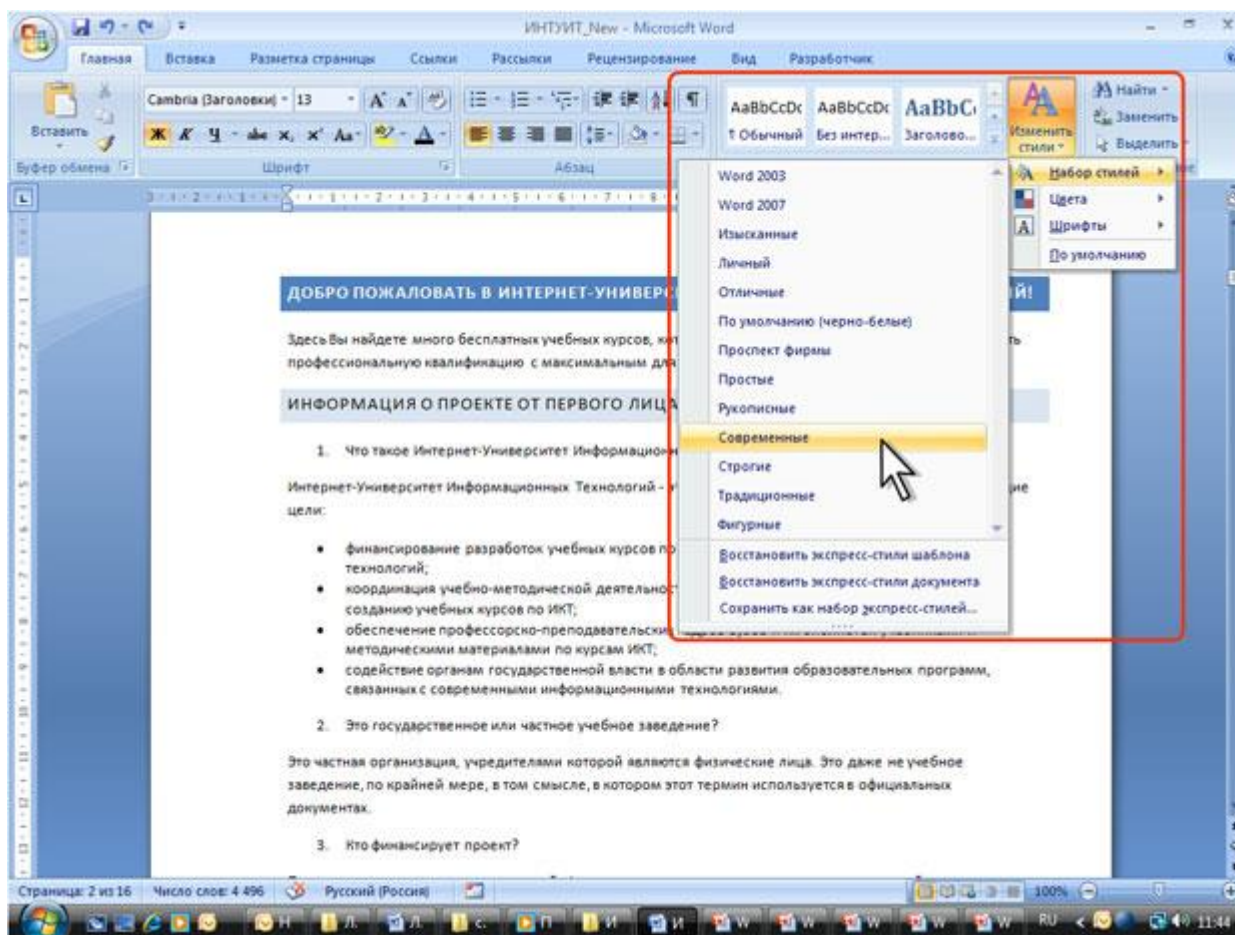 ИНТУИТ_New - Microsoft Word
Главная Вставка Разметка страницы Ссылки Рассылки Рецензирование Вид Разработчик
Вставить
Буфер обмена
Cambria (Заголовки) 13
Ж К Ч abc x, x' Aa A
Шрифт
Абзац
AaBbCcDc AaBbCcDc AaBbC
¶ Обычный Без интер... Заголово...
Изменить стили
Найти
Заменить
Выделить
Набор стилей
Цвета
Шрифты
По умолчанию
Word 2003
Word 2007
Изысканные
Личный
Отличные
По умолчанию (черно-белые)
Проспект фирмы
Простые
Рукописные
Современные
Строгие
Традиционные
Фигурные
Восстановить экспресс-стили шаблона
Восстановить экспресс-стили документа
Сохранить как набор экспресс-стилей...
ДОБРО ПОЖАЛОВАТЬ В ИНТЕРНЕТ-УНИВЕРС
Здесь Вы найдете много бесплатных учебных курсов,
профессиональную квалификацию с максимальным для
ИНФОРМАЦИЯ О ПРОЕКТЕ ОТ ПЕРВОГО ЛИЦА
1. Что такое Интернет-Университет Информационн
Интернет-Университет Информационных Технологий -
цели:
• финансирование разработок учебных курсов по
технологий;
• координация учебно-методической деятельност
созданию учебных курсов по ИКТ;
• обеспечение профессорско-преподавательских
методическими материалами по курсам ИКТ;
• содействие органам государственной власти в области развития образовательных программ,
связанных с современными информационными технологиями.
2. Это государственное или частное учебное заведение?
Это частная организация, учредителями которой являются физические лица. Это даже не учебное
заведение, по крайней мере, в том смысле, в котором этот термин используется в официальных
документах.
3. Кто финансирует проект?
Страница: 2 из 16 Число слов: 4 496 Русский (Россия) 100%
Н Л. Л. с. П И И W W W W W RU 11:44